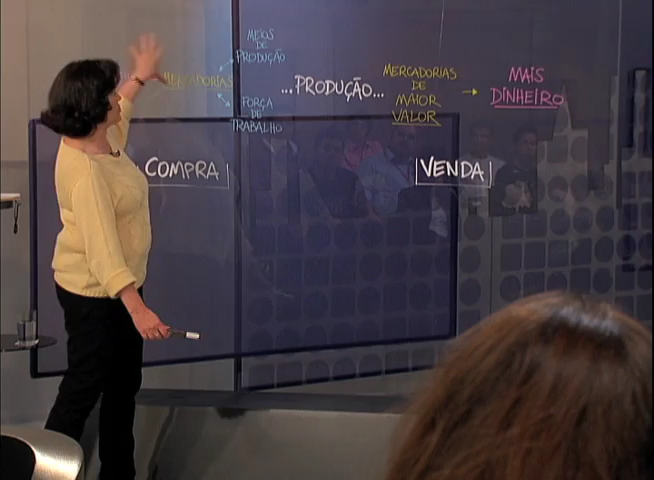 MEIOS
DE
PRODUÇÃO
MERCADORIAS
FORÇA
DE
TRABALHO
...PRODUÇÃO...
MERCADORIAS
DE
MAIOR
VALOR
→ MAIS
DINHEIRO
COMPRA
VENDA